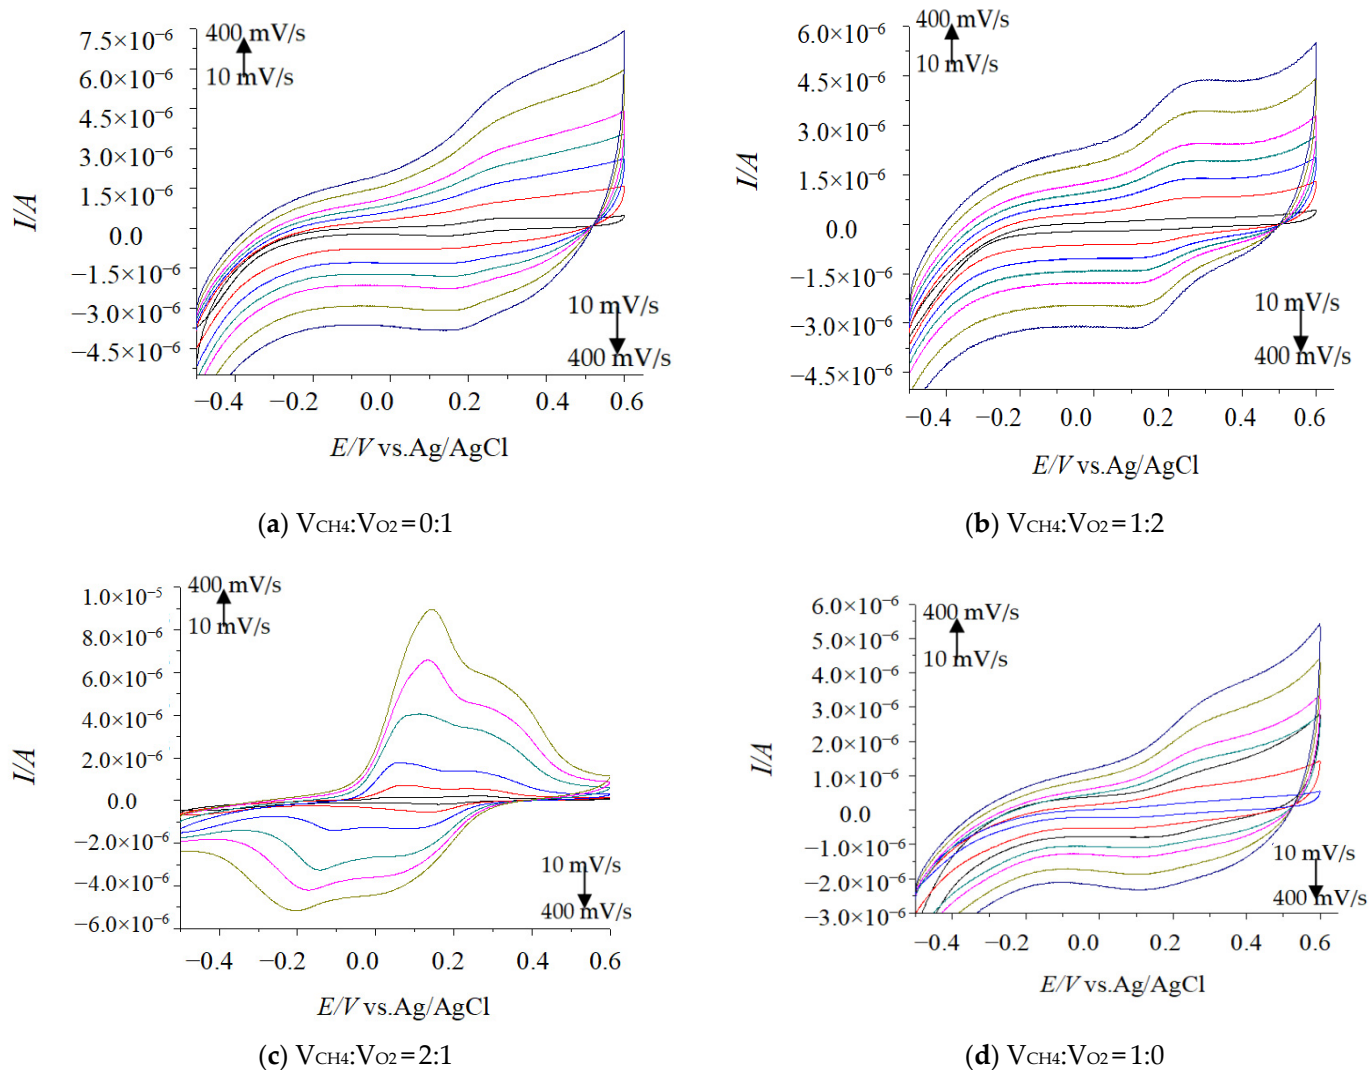 400 mV/s
10 mV/s
7.5×10⁻⁶
6.0×10⁻⁶
4.5×10⁻⁶
3.0×10⁻⁶
1.5×10⁻⁶
0.0
−1.5×10⁻⁶
−3.0×10⁻⁶
−4.5×10⁻⁶
I/A
10 mV/s
400 mV/s
−0.4 −0.2 0.0 0.2 0.4 0.6
E/V vs.Ag/AgCl
(a) VCH4:VO2=0:1
400 mV/s
10 mV/s
6.0×10⁻⁶
4.5×10⁻⁶
3.0×10⁻⁶
1.5×10⁻⁶
0.0
−1.5×10⁻⁶
−3.0×10⁻⁶
−4.5×10⁻⁶
I/A
10 mV/s
400 mV/s
−0.4 −0.2 0.0 0.2 0.4 0.6
E/V vs.Ag/AgCl
(b) VCH4:VO2=1:2
400 mV/s
10 mV/s
1.0×10⁻⁵
8.0×10⁻⁶
6.0×10⁻⁶
4.0×10⁻⁶
2.0×10⁻⁶
0.0
−2.0×10⁻⁶
−4.0×10⁻⁶
−6.0×10⁻⁶
I/A
10 mV/s
400 mV/s
−0.4 −0.2 0.0 0.2 0.4 0.6
E/V vs.Ag/AgCl
(c) VCH4:VO2=2:1
400 mV/s
10 mV/s
6.0×10⁻⁶
5.0×10⁻⁶
4.0×10⁻⁶
3.0×10⁻⁶
2.0×10⁻⁶
1.0×10⁻⁶
0.0
−1.0×10⁻⁶
−2.0×10⁻⁶
−3.0×10⁻⁶
I/A
10 mV/s
400 mV/s
−0.4 −0.2 0.0 0.2 0.4 0.6
E/V vs.Ag/AgCl
(d) VCH4:VO2=1:0